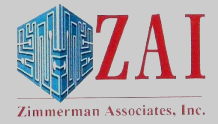 ZAI
Zimmerman Associates, Inc.